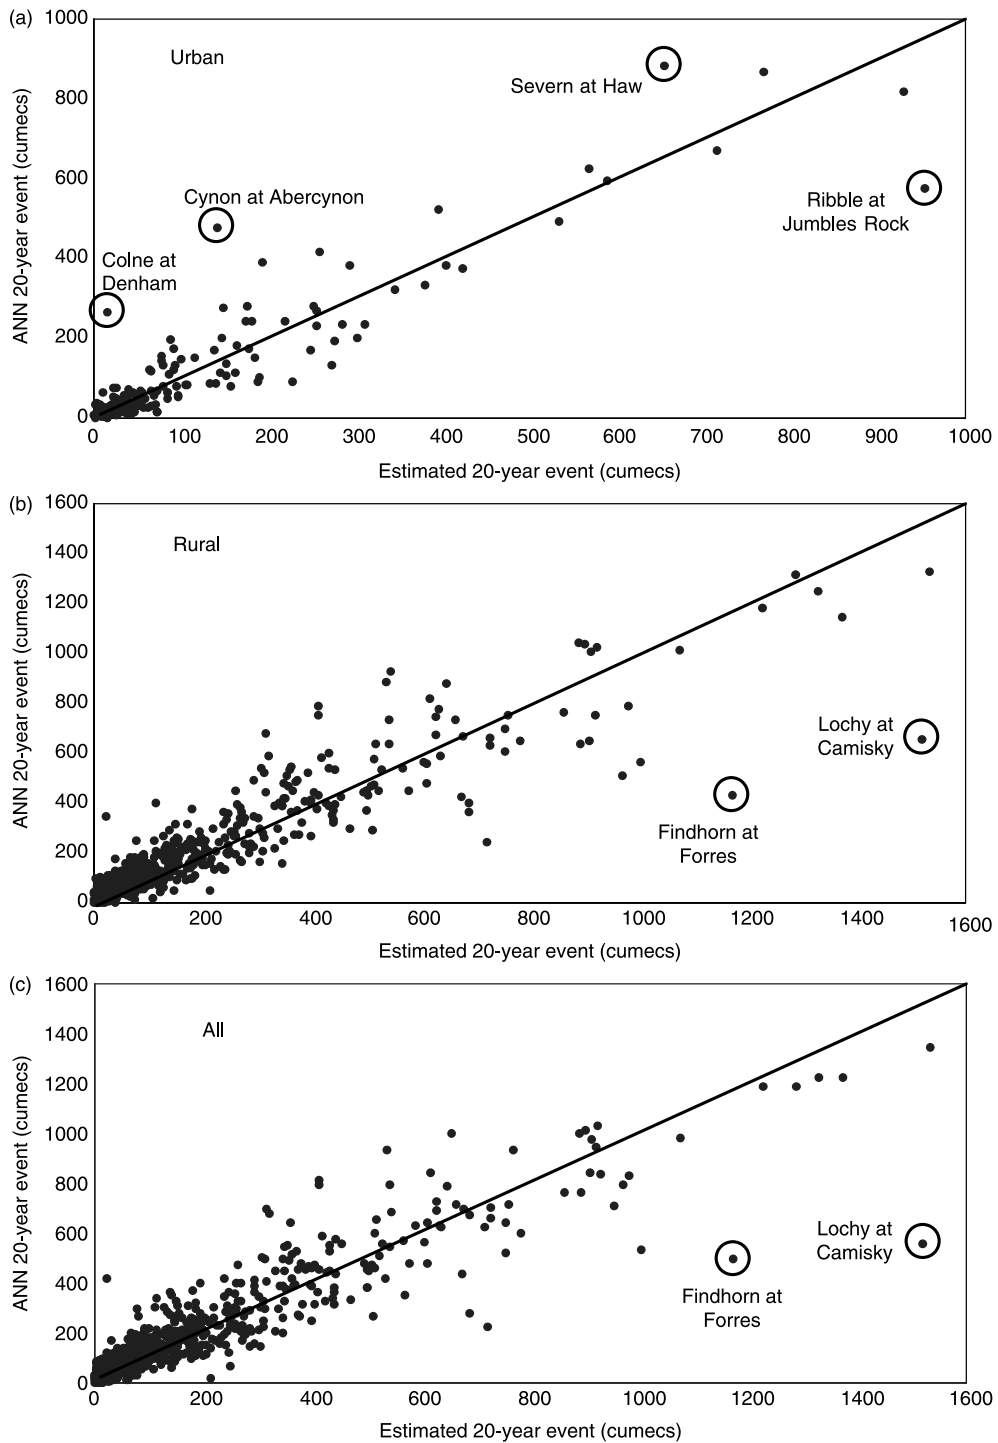 (a)
1000
800
600
400
200
0
ANN 20-year event (cumecs)
Urban
Severn at Haw
Cynon at Abercynon
Ribble at
Jumbles Rock
Colne at
Denham
0 100 200 300 400 500 600 700 800 900 1000
Estimated 20-year event (cumecs)
(b)
1600
1400
1200
1000
800
600
400
200
0
ANN 20-year event (cumecs)
Rural
Lochy at
Camisky
Findhorn at
Forres
0 200 400 600 800 1000 1200 1400 1600
Estimated 20-year event (cumecs)
(c)
1600
1400
1200
1000
800
600
400
200
0
ANN 20-year event (cumecs)
All
Lochy at
Camisky
Findhorn at
Forres
0 200 400 600 800 1000 1200 1400 1600
Estimated 20-year event (cumecs)